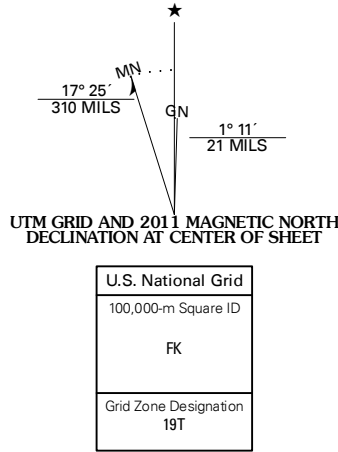 ★
MN
17° 25´
310 MILS
GN
1° 11´
21 MILS
UTM GRID AND 2011 MAGNETIC NORTH
DECLINATION AT CENTER OF SHEET
U.S. National Grid
100,000-m Square ID
FK
Grid Zone Designation
19T